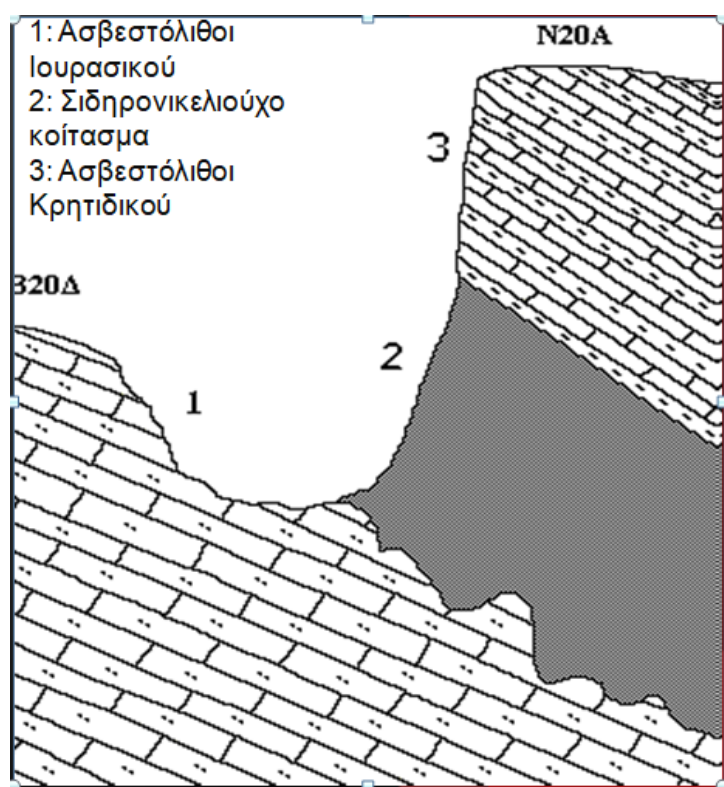 1: Ασβεστόλιθοι
Ιουρασικού
2: Σιδηρονικελιούχο
κοίτασμα
3: Ασβεστόλιθοι
Κρητιδικού
N20A
3
B20Δ
2
1